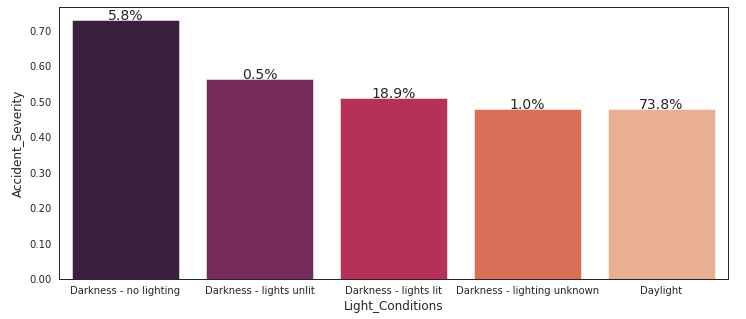 5.8%
0.5%
18.9%
1.0%
73.8%
0.70
0.60
0.50
0.40
0.30
0.20
0.10
0.00
Accident_Severity
Darkness - no lighting
Darkness - lights unlit
Darkness - lights lit
Darkness - lighting unknown
Daylight
Light_Conditions